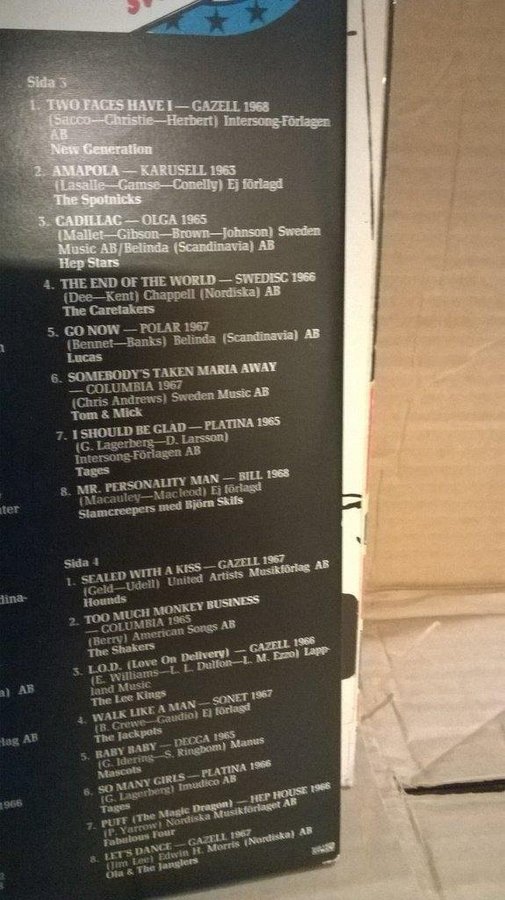 SV
Sida 3
1. TWO FACES HAVE I — GAZELL 1968
(Sacco—Christie—Herbert) Intersong-Förlagen
AB
New Generation
2. AMAPOLA — KARUSELL 1963
(Lasalle—Gamse—Conelly) Ej förlagd
The Spotnicks
3. CADILLAC — OLGA 1965
(Mallet—Gibson—Brown—Johnson) Sweden
Music AB/Belinda (Scandinavia) AB
Hep Stars
4. THE END OF THE WORLD — SWEDISC 1966
(Dee—Kent) Chappell (Nordiska) AB
The Caretakers
5. GO NOW — POLAR 1967
(Bennet—Banks) Belinda (Scandinavia) AB
Lucas
6. SOMEBODY'S TAKEN MARIA AWAY
— COLUMBIA 1967
(Chris Andrews) Sweden Music AB
Tom & Mick
7. I SHOULD BE GLAD — PLATINA 1965
(G. Lagerberg—D. Larsson)
Intersong-Förlagen AB
Tages
8. MR. PERSONALITY MAN — BILL 1968
(Macauley—Macleod) Ej förlagd
Slamcreepers med Björn Skifs
Sida 4
1. SEALED WITH A KISS — GAZELL 1967
(Geld—Udell) United Artists Musikförlag AB
Hounds
2. TOO MUCH MONKEY BUSINESS
— COLUMBIA 1965
(Berry) American Songs AB
The Shakers
3. L.O.D. (Love On Delivery) — GAZELL 1966
(E. Williams—L. L. Dulfon—L. M. Ezzo) Lapp-
land Music
The Lee Kings
4. WALK LIKE A MAN — SONET 1967
(B. Crewe—Gaudio) Ej förlagd
The Jackpots
5. BABY BABY — DECCA 1965
(G. Idering—S. Ringbom) Manus
Mascots
6. SO MANY GIRLS — PLATINA 1966
(G. Lagerberg) Imudico AB
Tages
7. PUFF (The Magic Dragon) — HEP HOUSE 1966
(P. Yarrow) Nordiska Musikförlaget AB
Fabulous Four
8. LET'S DANCE — GAZELL 1967
(Jim Lee) Edwin H. Morris (Nordiska) AB
Ola & The Janglers